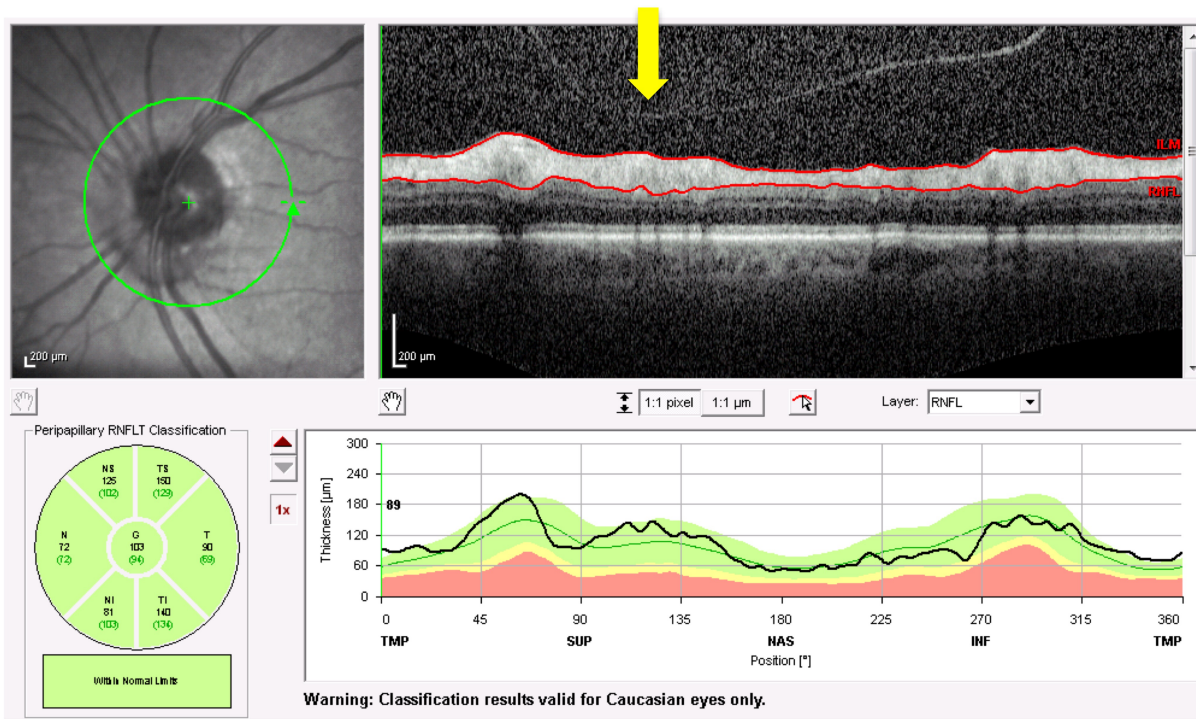 ILM
RNFL
200 µm
200 µm
1:1 pixel
1:1 µm
Layer:
RNFL
Peripapillary RNFLT Classification
NS
125
(102)
TS
150
(129)
N
72
(72)
G
103
(94)
T
90
(69)
NI
81
(103)
TI
140
(134)
Within Normal Limits
1x
Thickness [µm]
300
240
180
120
60
0
89
0 45 90 135 180 225 270 315 360
TMP SUP NAS INF TMP
Position [°]
Warning: Classification results valid for Caucasian eyes only.